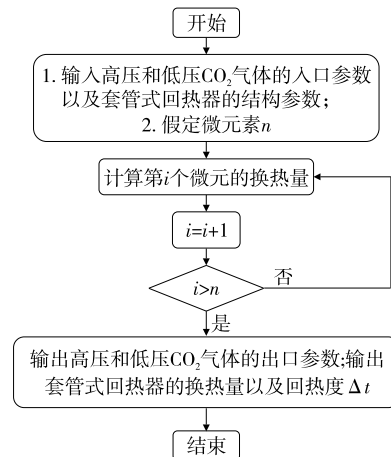 开始
1. 输入高压和低压CO₂气体的入口参数
以及套管式回热器的结构参数；
2. 假定微元素n
计算第i个微元的换热量
i=i+1
i>n
否
是
输出高压和低压CO₂气体的出口参数;输出
套管式回热器的换热量以及回热度Δt
结束